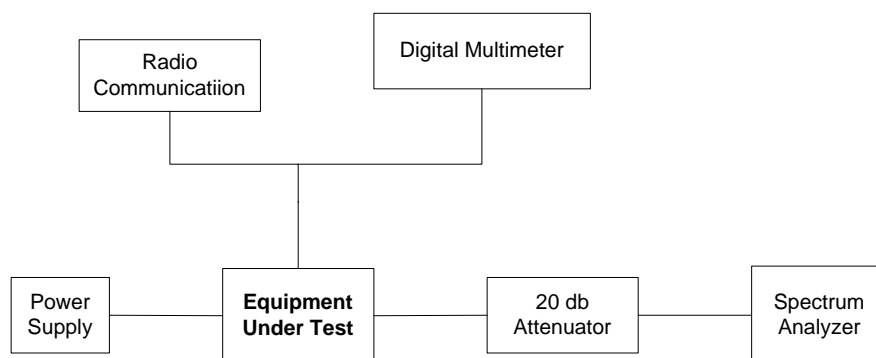 Radio
Communicatiion
Digital Multimeter
Power
Supply
Equipment
Under Test
20 db
Attenuator
Spectrum
Analyzer